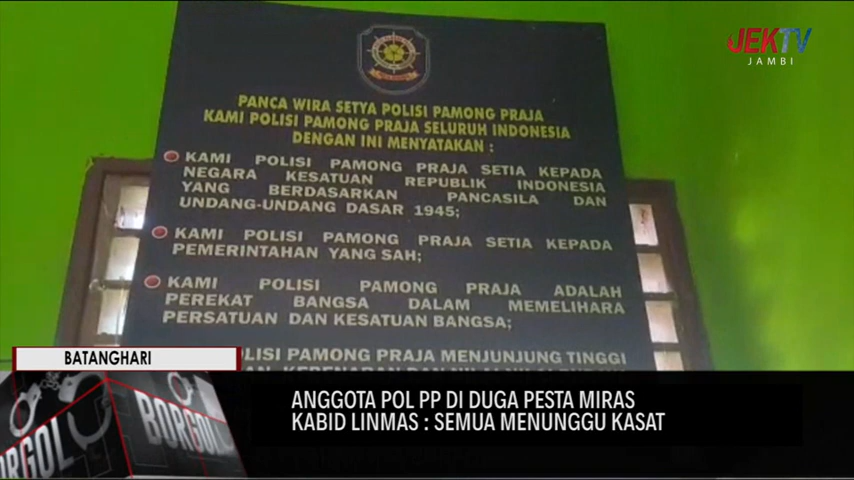 JEKTV
JAMBI
PANCA WIRA SETYA POLISI PAMONG PRAJA
KAMI POLISI PAMONG PRAJA SELURUH INDONESIA
DENGAN INI MENYATAKAN :
KAMI POLISI PAMONG PRAJA SETIA KEPADA
NEGARA KESATUAN REPUBLIK INDONESIA
YANG BERDASARKAN PANCASILA DAN
UNDANG-UNDANG DASAR 1945;
KAMI POLISI PAMONG PRAJA SETIA KEPADA
PEMERINTAHAN YANG SAH;
KAMI POLISI PAMONG PRAJA ADALAH
PEREKAT BANGSA DALAM MEMELIHARA
PERSATUAN DAN KESATUAN BANGSA;
POLISI PAMONG PRAJA MENJUNJUNG TINGGI
BATANGHARI
BORGOL
BORGOL
ANGGOTA POL PP DI DUGA PESTA MIRAS
KABID LINMAS : SEMUA MENUNGGU KASAT